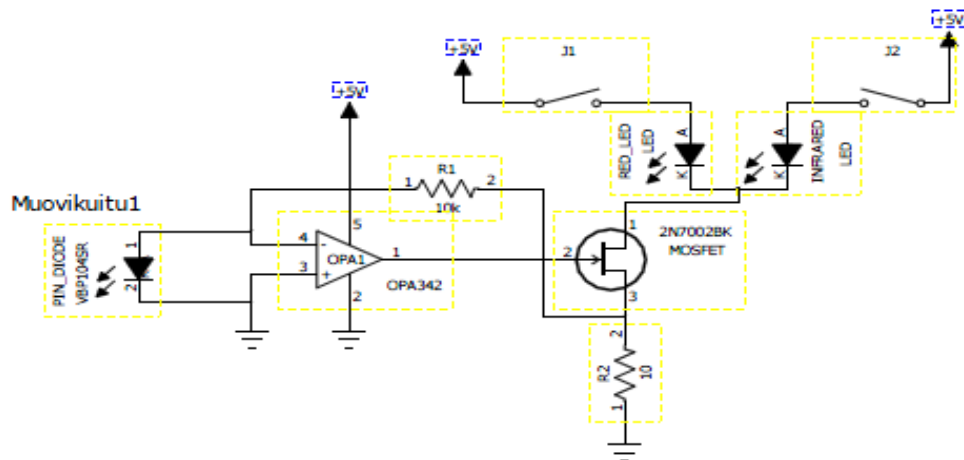 +5V
J1
J2
+5V
+5V
RED_LED
LED
A
K
A
K
INFRARED
LED
R1
1
2
10k
Muovikuitu1
PIN_DIODE
VBP104SR
1
2
4
-
3
+
OPA1
5
1
2
OPA342
2
1
3
2N7002BK
MOSFET
2
R2
10
1